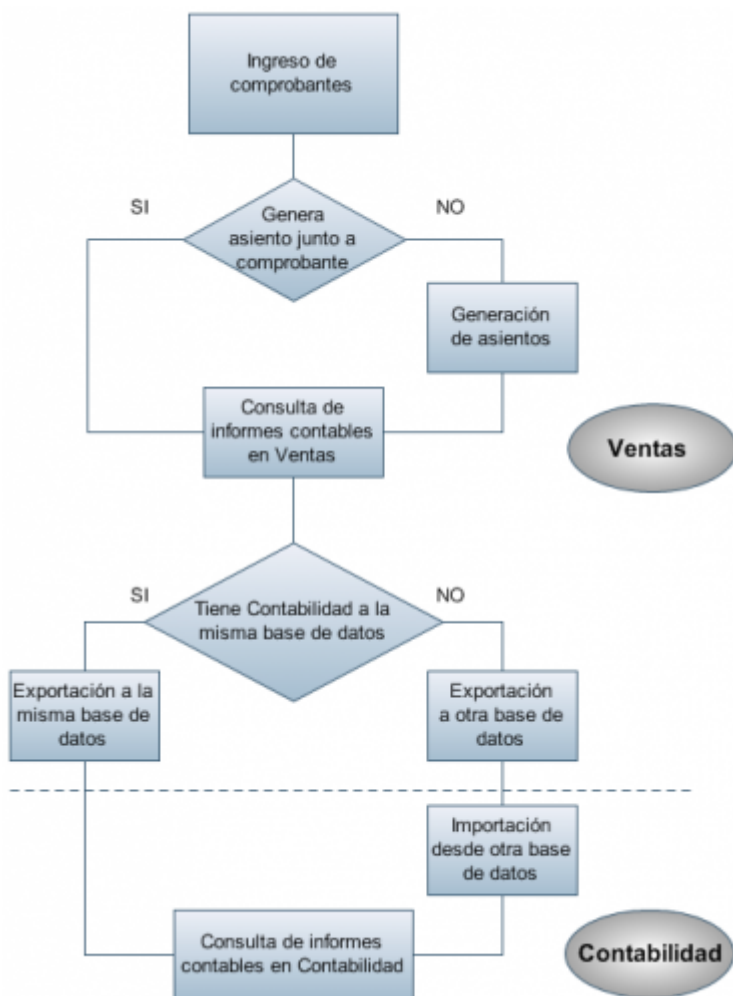 Ingreso de
comprobantes
SI
NO
Genera
asiento junto a
comprobante
Generación
de asientos
Consulta de
informes contables
en Ventas
Ventas
SI
NO
Tiene Contabilidad a la
misma base de datos
Exportación a la
misma base de
datos
Exportación
a otra base de
datos
Importación
desde otra base
de datos
Consulta de informes
contables en Contabilidad
Contabilidad